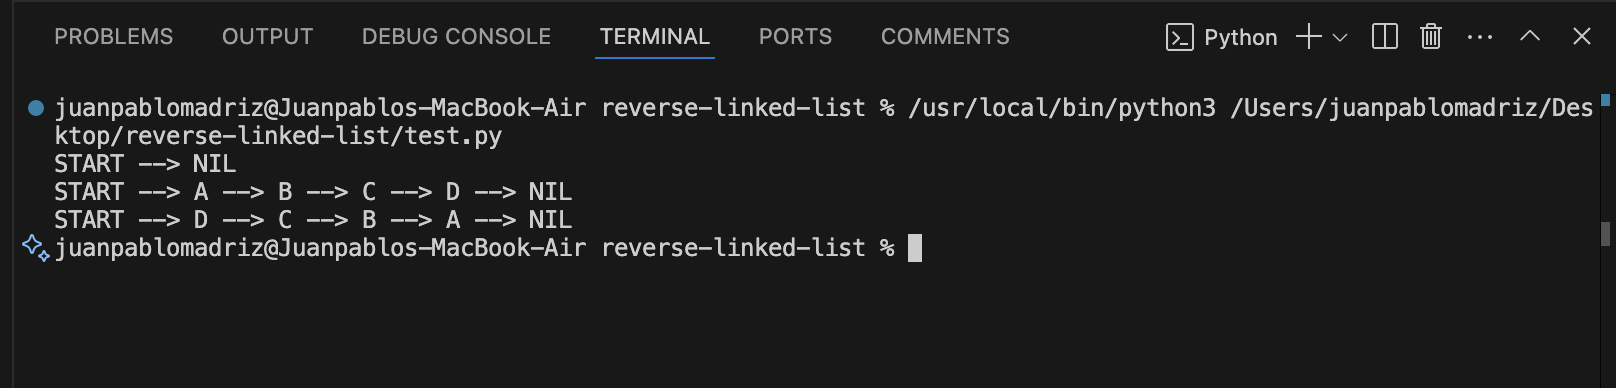 PROBLEMS OUTPUT DEBUG CONSOLE TERMINAL PORTS COMMENTS Python
juanpablomadriz@Juanpablos-MacBook-Air reverse-linked-list % /usr/local/bin/python3 /Users/juanpablomadriz/Des
ktop/reverse-linked-list/test.py
START --> NIL
START --> A --> B --> C --> D --> NIL
START --> D --> C --> B --> A --> NIL
juanpablomadriz@Juanpablos-MacBook-Air reverse-linked-list %